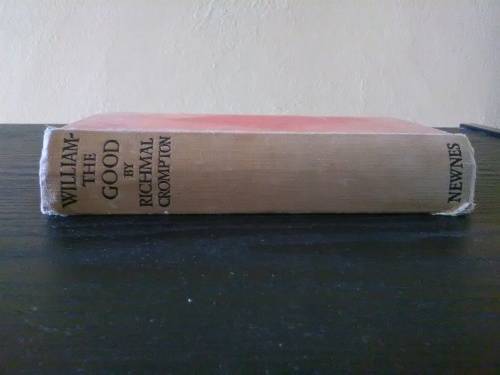 WILLIAM-
THE
GOOD
BY
RICHMAL
CROMPTON
NEWNES